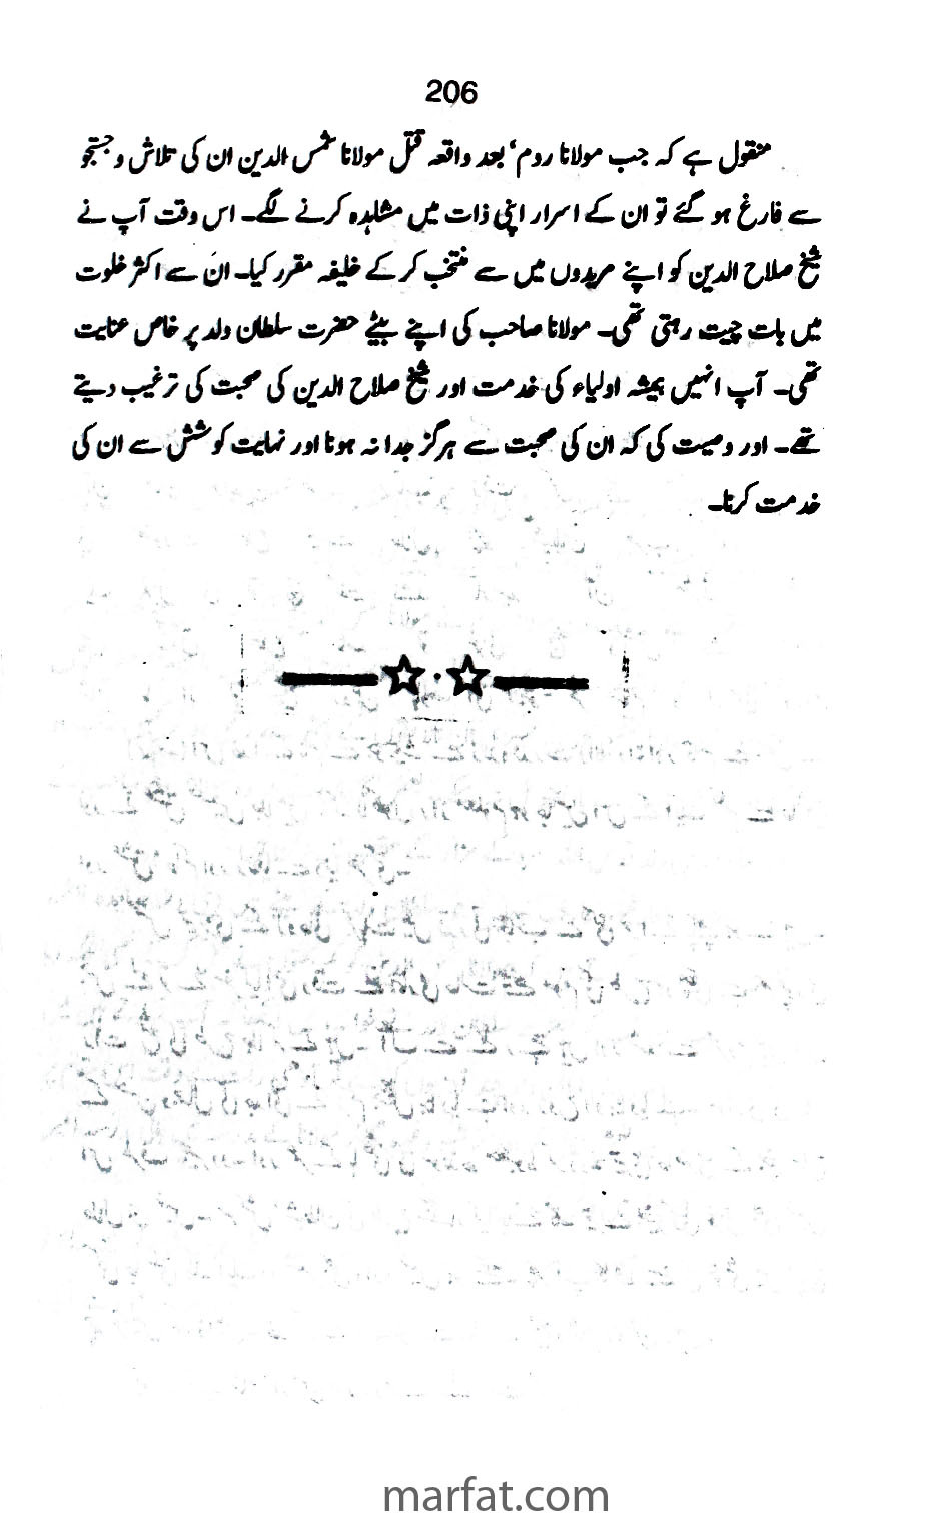 206
منقول ہے کہ جب مولانا روم، بعد واقعہ قتل مولانا شمس الدین ان کی تلاش و جستجو
سے فارغ ہو گئے تو ان کے اسرار اپنی ذات میں مشاہدہ کرنے لگے۔ اس وقت آپ نے
شیخ صلاح الدین کو اپنے مریدوں میں سے منتخب کر کے خلیفہ مقرر کیا۔ ان سے اکثر خلوت
میں بات چیت رہتی تھی۔ مولانا صاحب کی اپنے بیٹے حضرت سلطان ولد پر خاص عنایت
تھی۔ آپ انہیں ہمیشہ اولیاء کی خدمت اور شیخ صلاح الدین کی صحبت کی ترغیب دیتے
تھے۔ اور وصیت کی کہ ان کی صحبت سے ہرگز جدا نہ ہونا اور نہایت کوشش سے ان کی
خدمت کرنا۔
marfat.com